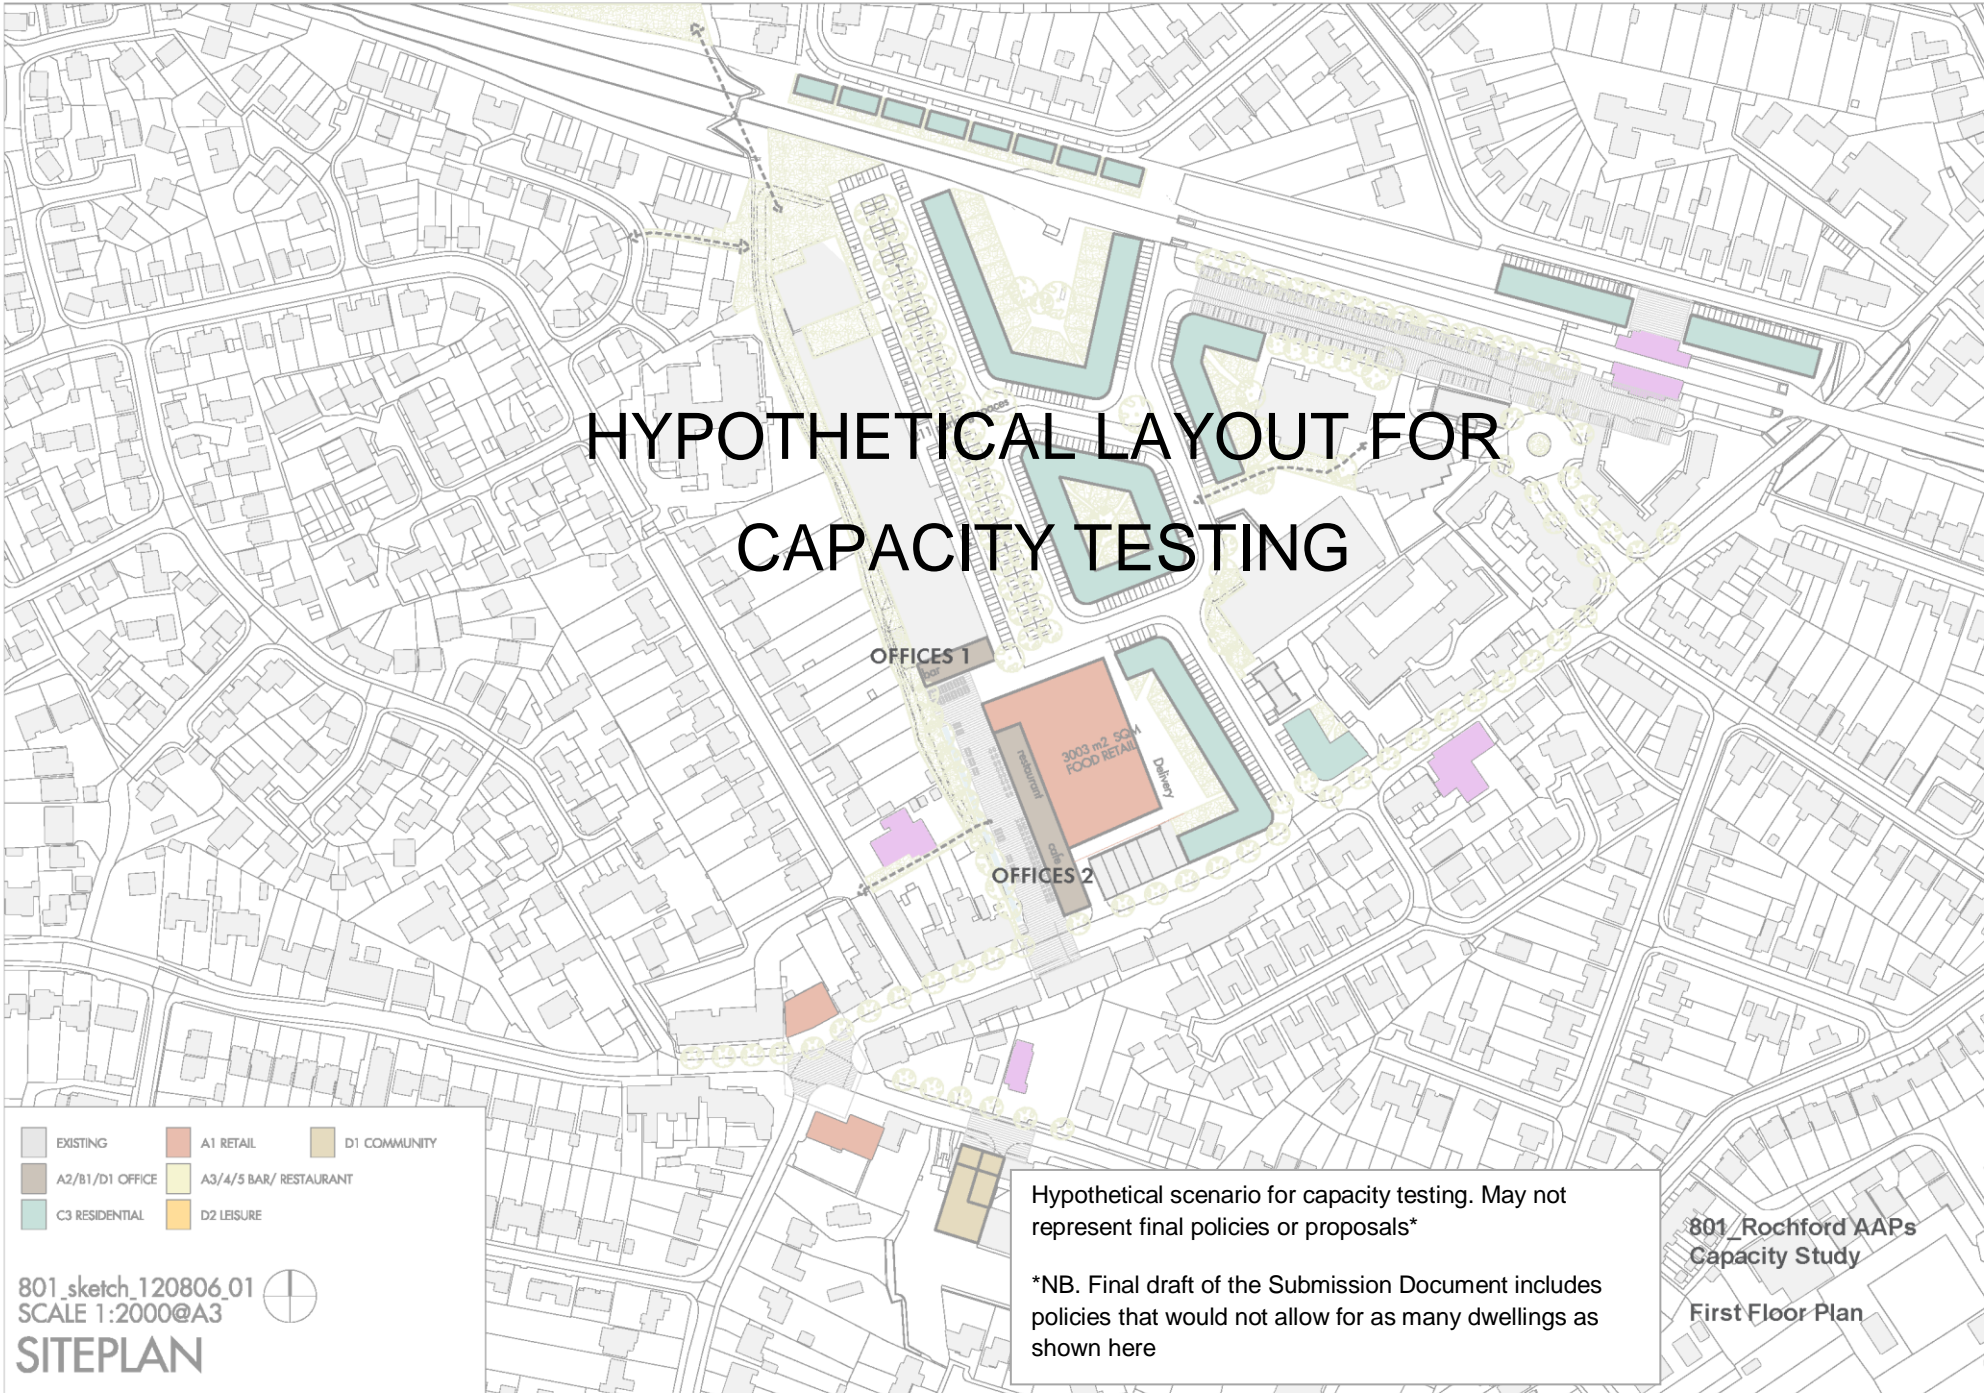 HYPOTHETICAL LAYOUT FOR
CAPACITY TESTING
OFFICES 1
bar
3003 m2 SQM
FOOD RETAIL
restaurant
Delivery
cafe
OFFICES 2
EXISTING
A1 RETAIL
D1 COMMUNITY
A2/B1/D1 OFFICE
A3/4/5 BAR/ RESTAURANT
C3 RESIDENTIAL
D2 LEISURE
801_sketch_120806_01
SCALE 1:2000@A3
SITEPLAN
Hypothetical scenario for capacity testing. May not
represent final policies or proposals*
*NB. Final draft of the Submission Document includes
policies that would not allow for as many dwellings as
shown here
801_Rochford AAPs
Capacity Study
First Floor Plan